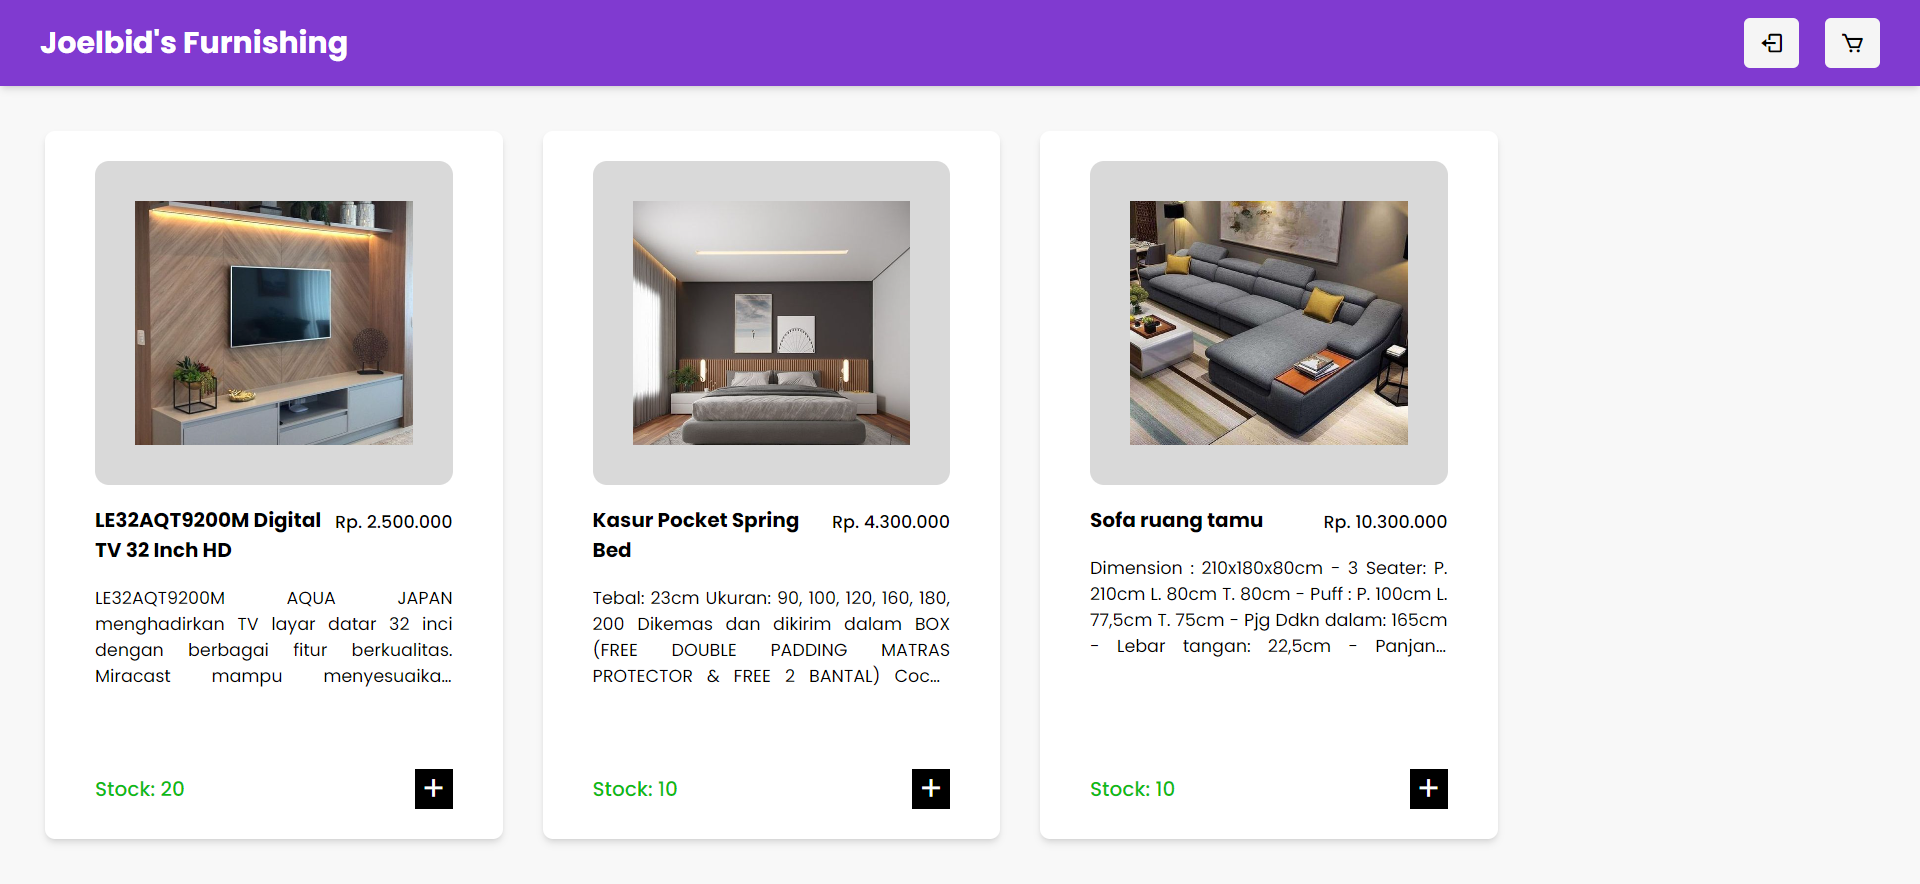 Joelbid's Furnishing
LE32AQT9200M Digital
TV 32 Inch HD
Rp. 2.500.000
LE32AQT9200M AQUA JAPAN
menghadirkan TV layar datar 32 inci
dengan berbagai fitur berkualitas.
Miracast mampu menyesuaika...
Stock: 20
+
Kasur Pocket Spring
Bed
Rp. 4.300.000
Tebal: 23cm Ukuran: 90, 100, 120, 160, 180,
200 Dikemas dan dikirim dalam BOX
(FREE DOUBLE PADDING MATRAS
PROTECTOR & FREE 2 BANTAL) Coc...
Stock: 10
+
Sofa ruang tamu
Rp. 10.300.000
Dimension : 210x180x80cm - 3 Seater: P.
210cm L. 80cm T. 80cm - Puff : P. 100cm L.
77,5cm T. 75cm - Pjg Ddkn dalam: 165cm
- Lebar tangan: 22,5cm - Panjan...
Stock: 10
+